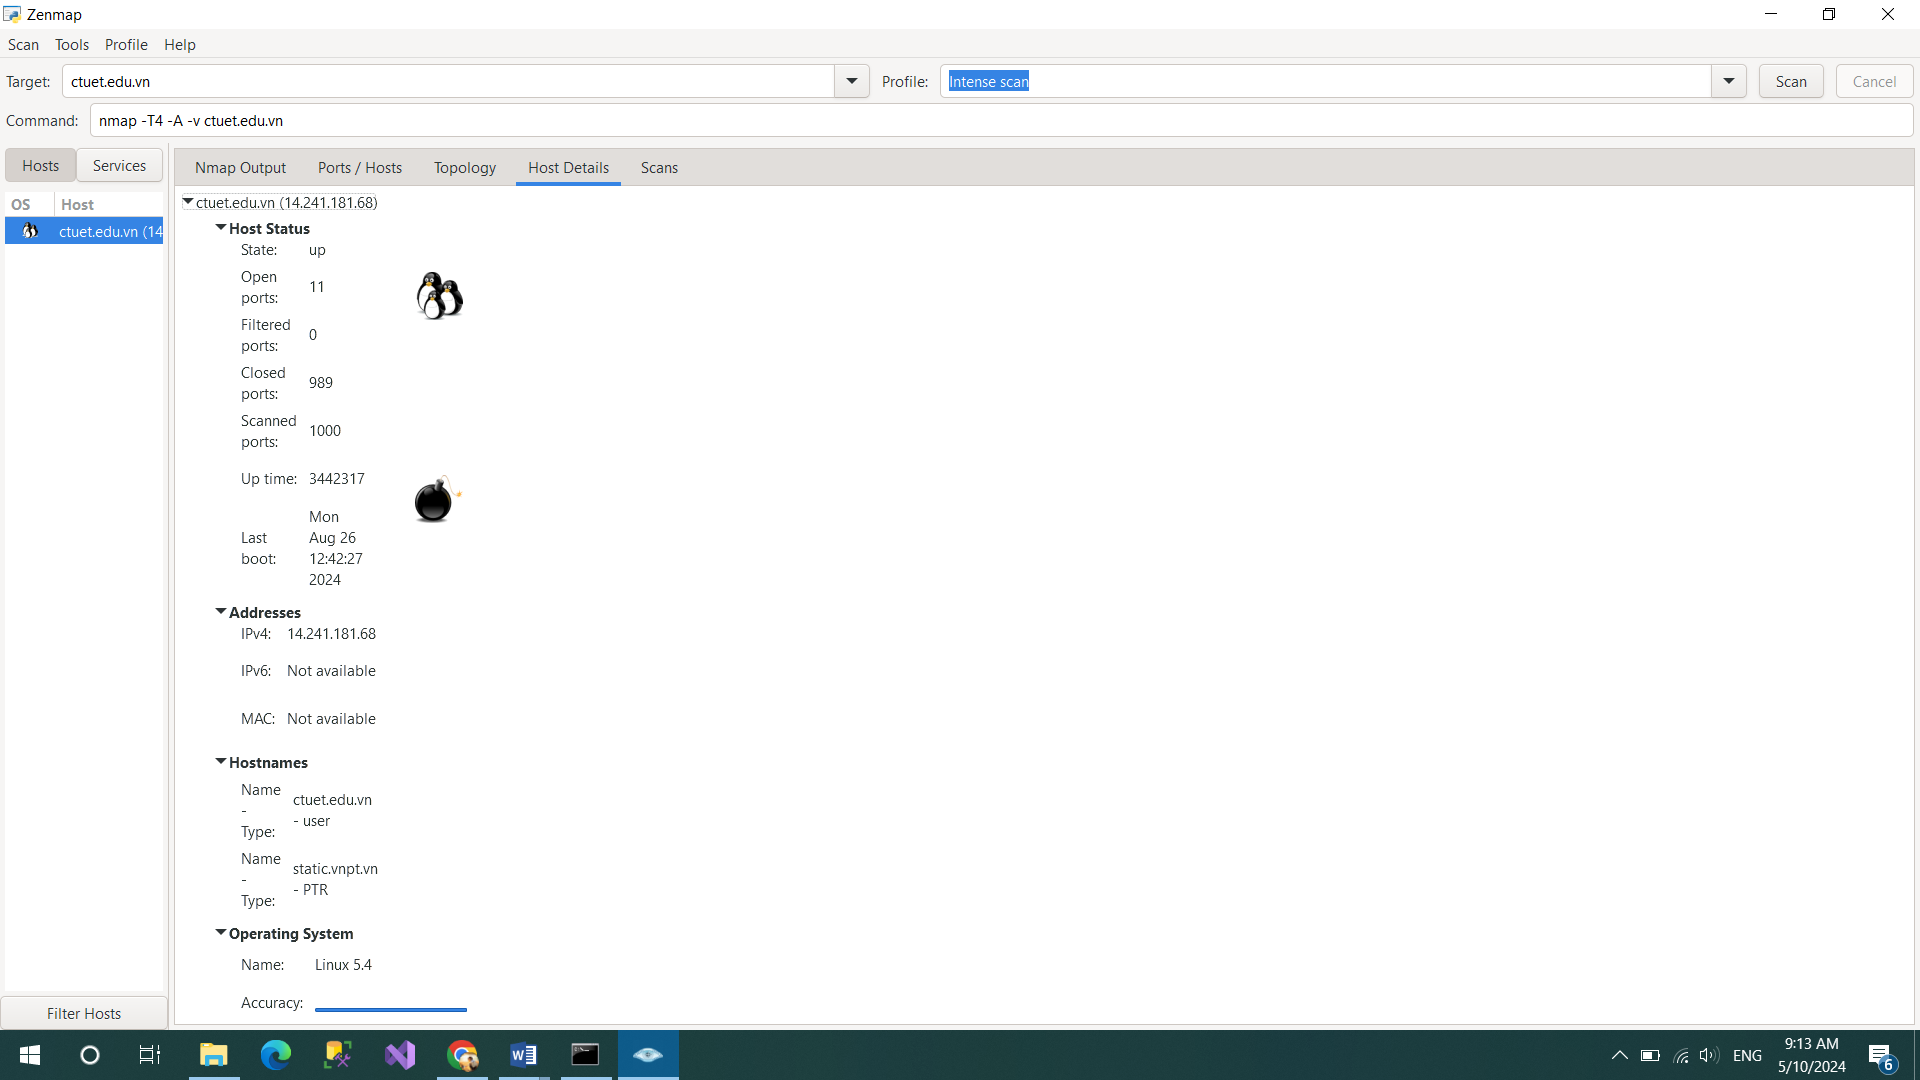 Zenmap
Scan Tools Profile Help
Target: ctuet.edu.vn Profile: Intense scan Scan Cancel
Command: nmap -T4 -A -v ctuet.edu.vn
Hosts Services
OS Host
ctuet.edu.vn (14
Filter Hosts
Nmap Output Ports / Hosts Topology Host Details Scans
ctuet.edu.vn (14.241.181.68)
Host Status
State: up
Open
ports: 11
Filtered
ports: 0
Closed
ports: 989
Scanned
ports: 1000
Up time: 3442317
Last
boot:
Mon
Aug 26
12:42:27
2024
Addresses
IPv4: 14.241.181.68
IPv6: Not available
MAC: Not available
Hostnames
Name
-
Type:
ctuet.edu.vn
- user
Name
-
Type:
static.vnpt.vn
- PTR
Operating System
Name: Linux 5.4
Accuracy:
ENG
9:13 AM
5/10/2024
6